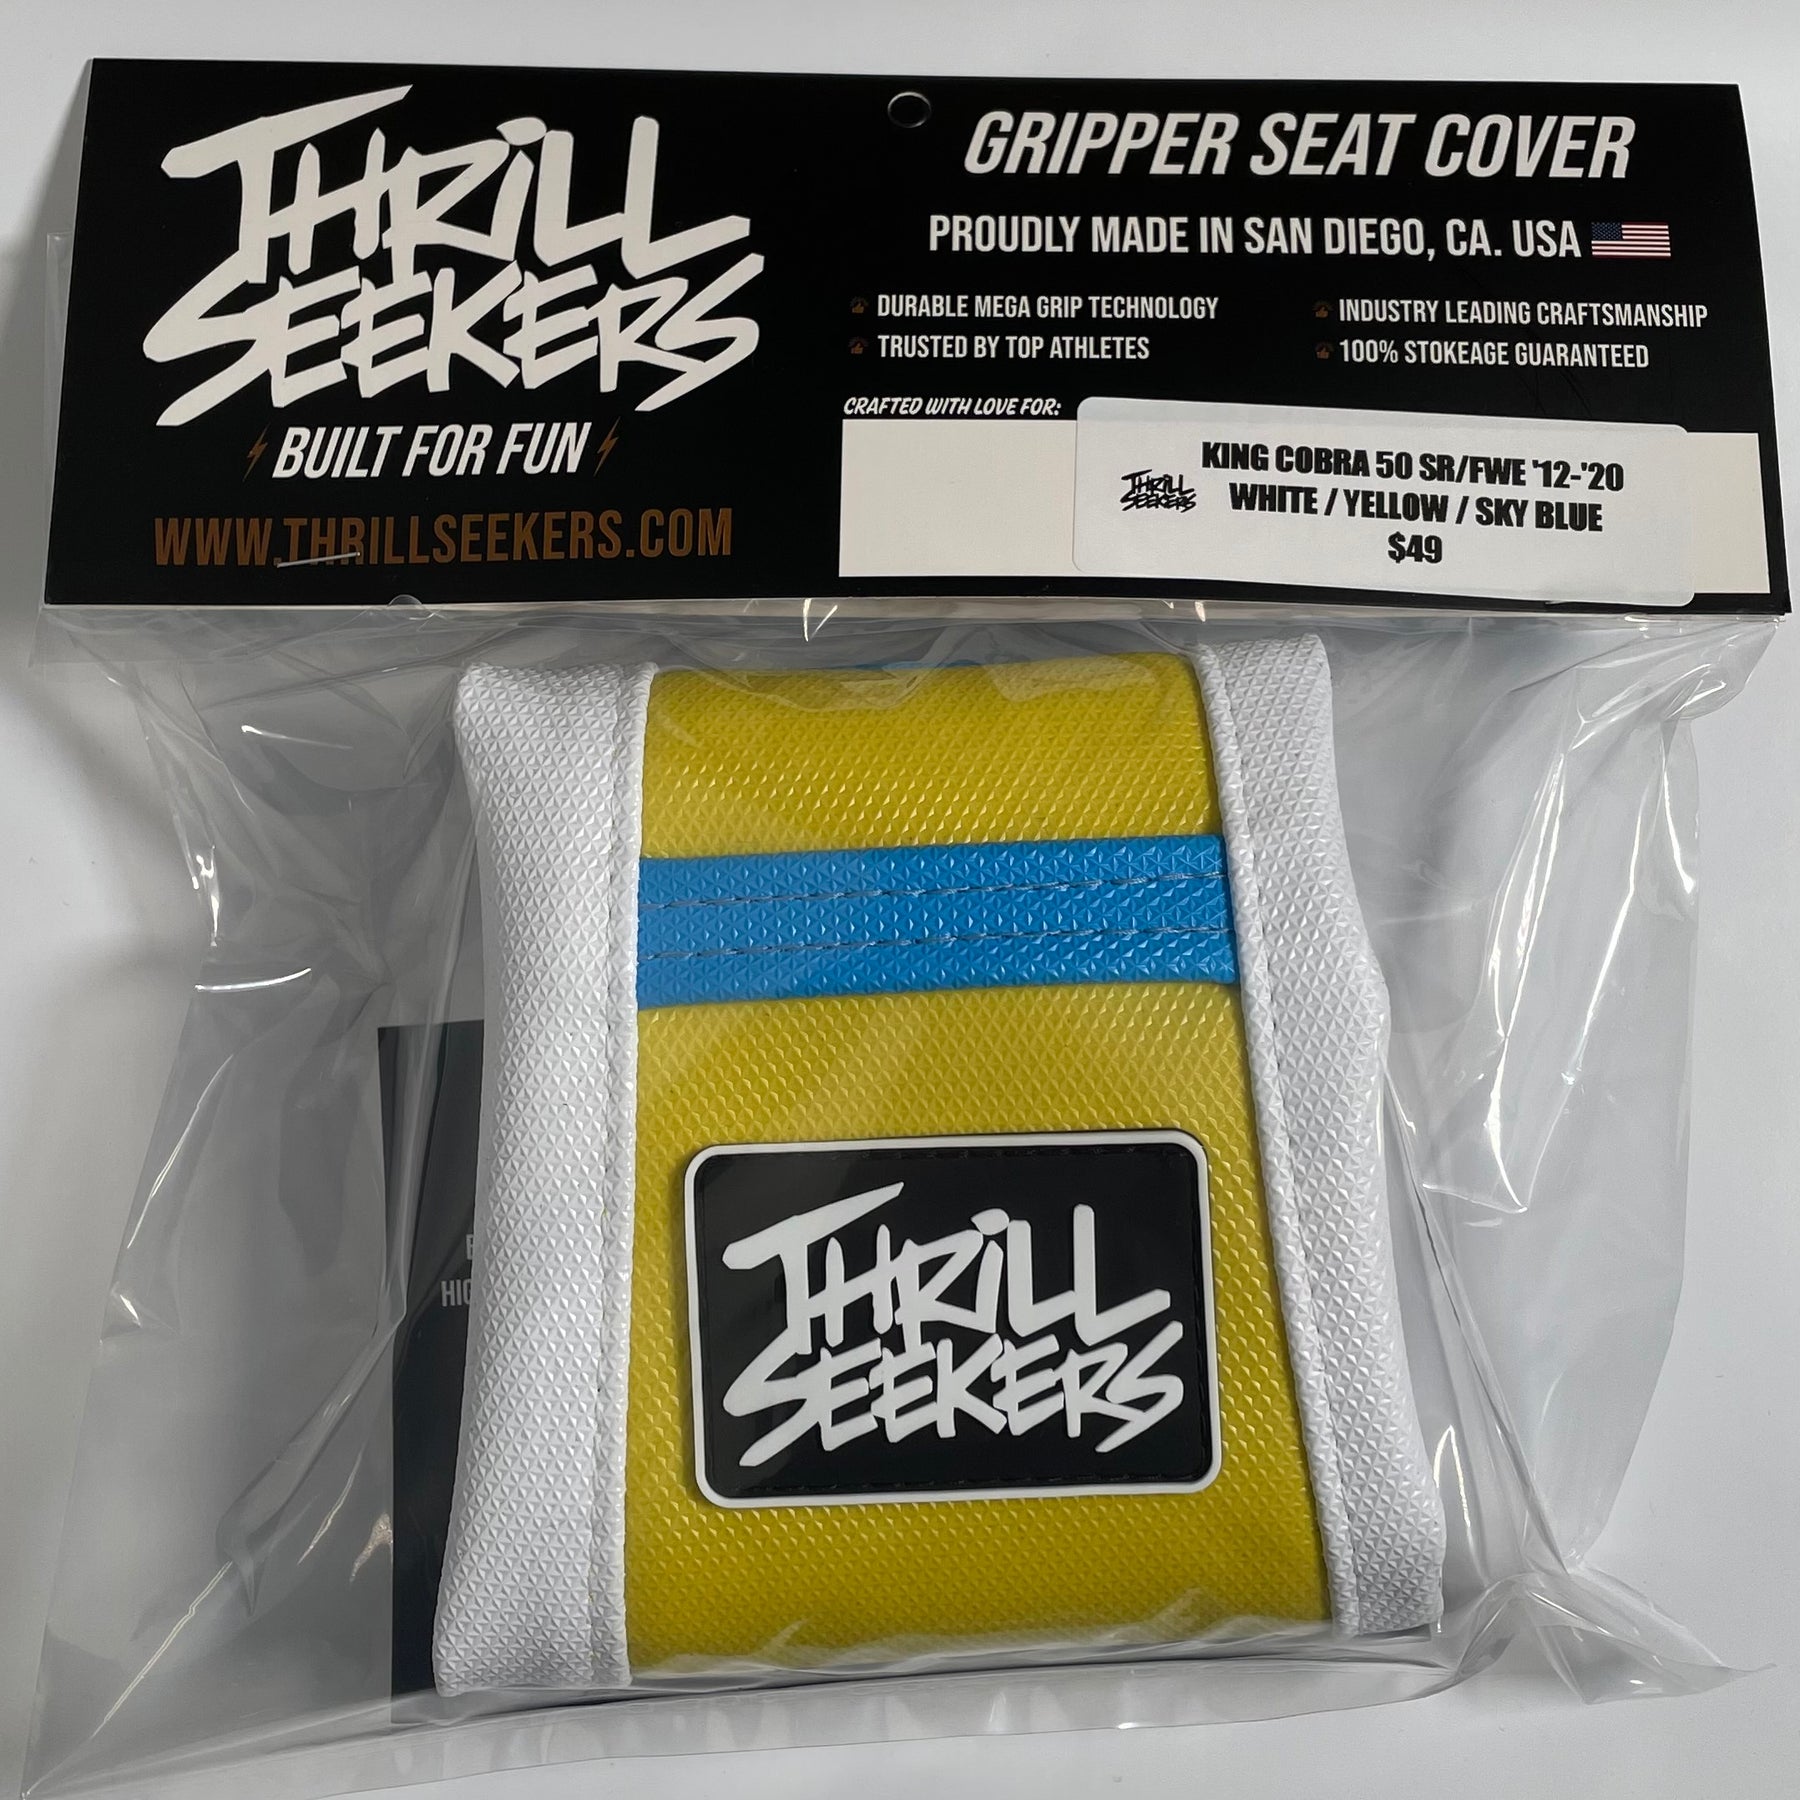 THRILL
SEEKERS
BUILT FOR FUN
WWW.THRILLSEEKERS.COM
GRIPPER SEAT COVER
PROUDLY MADE IN SAN DIEGO, CA. USA
DURABLE MEGA GRIP TECHNOLOGY
TRUSTED BY TOP ATHLETES
INDUSTRY LEADING CRAFTSMANSHIP
100% STOKEAGE GUARANTEED
CRAFTED WITH LOVE FOR:
THRILL
SEEKERS
KING COBRA 50 SR/FWE '12-'20
WHITE / YELLOW / SKY BLUE
$49
THRILL
SEEKERS